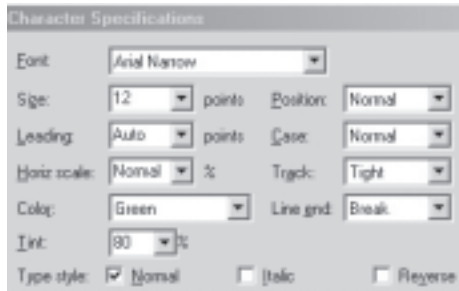 Character Specifications
Font: Arial Narrow
Size: 12 points Position: Normal
Leading: Auto points Case: Normal
Horiz scale: Normal % Track: Tight
Color: Green Line end: Break
Tint: 80 %
Type style: Normal Italic Reverse